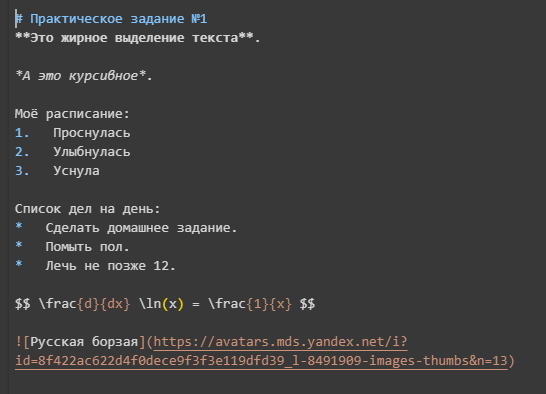 # Практическое задание №1
**Это жирное выделение текста**.
*А это курсивное*.
Моё расписание:
1. Проснулась
2. Улыбнулась
3. Уснула
Список дел на день:
* Сделать домашнее задание.
* Помыть пол.
* Лечь не позже 12.
$$ \frac{d}{dx} \ln(x) = \frac{1}{x} $$
![Русская борзая](https://avatars.mds.yandex.net/i?
id=8f422ac622d4f0dece9f3f3e119dfd39_l-8491909-images-thumbs&n=13)